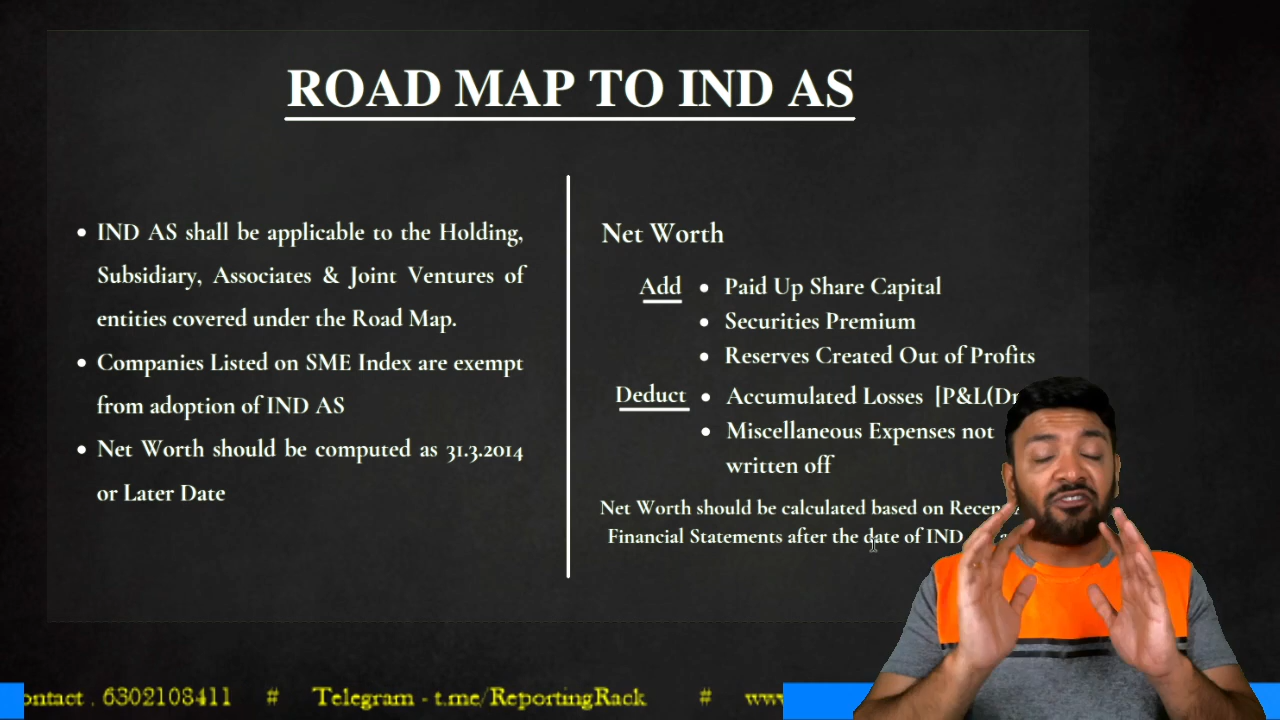 ROAD MAP TO IND AS
• IND AS shall be applicable to the Holding,
Subsidiary, Associates & Joint Ventures of
entities covered under the Road Map.
• Companies Listed on SME Index are exempt
from adoption of IND AS
• Net Worth should be computed as 31.3.2014
or Later Date
Net Worth
Add • Paid Up Share Capital
• Securities Premium
• Reserves Created Out of Profits
Deduct • Accumulated Losses [P&L(Dr
• Miscellaneous Expenses not
written off
Net Worth should be calculated based on Recen
Financial Statements after the date of IND
ontact . 6302108411 # Telegram - t.me/ReportingRack # www